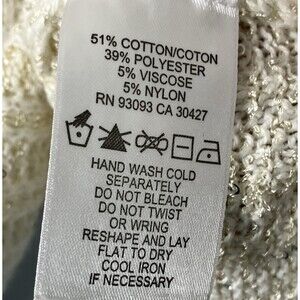 51% COTTON/COTON
39% POLYESTER
5% VISCOSE
5% NYLON
RN 93093 CA 30427
HAND WASH COLD
SEPARATELY
DO NOT BLEACH
DO NOT TWIST
OR WRING
RESHAPE AND LAY
FLAT TO DRY
COOL IRON
IF NECESSARY